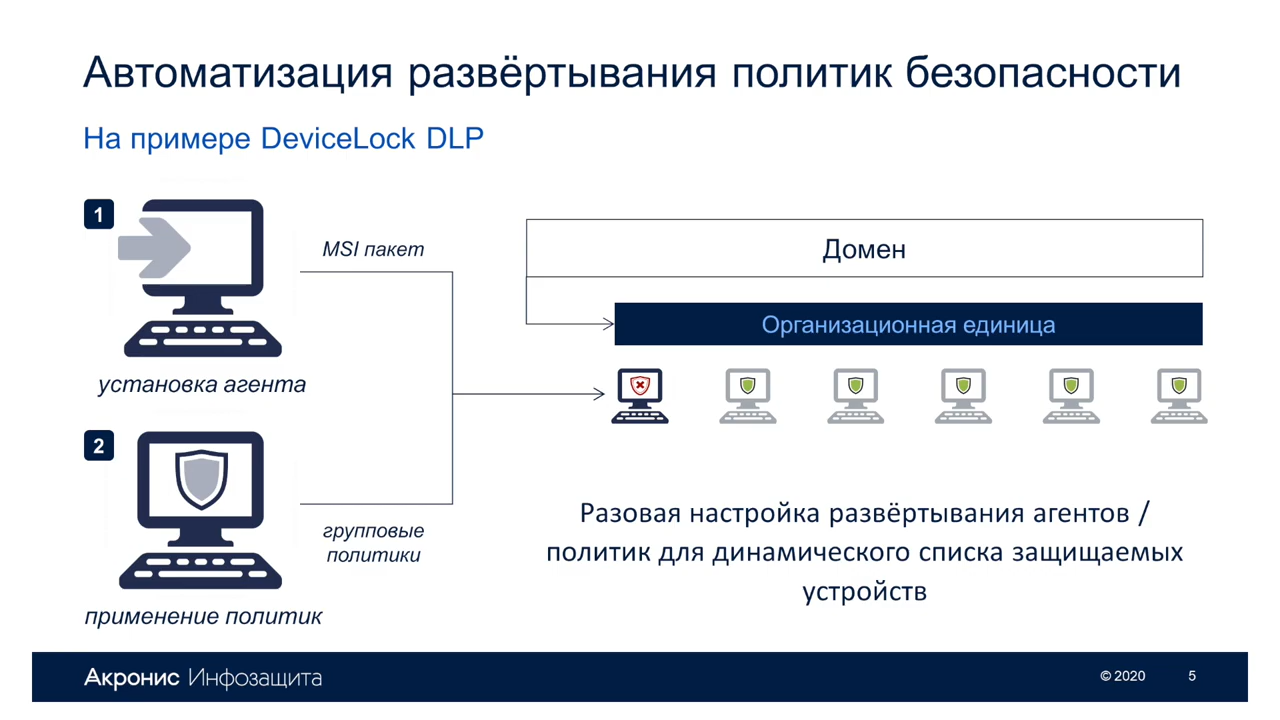 Автоматизация развёртывания политик безопасности
На примере DeviceLock DLP
1
MSI пакет
установка агента
2
групповые
политики
применение политик
Домен
Организационная единица
Разовая настройка развёртывания агентов /
политик для динамического списка защищаемых
устройств
Акронис Инфозащита
© 2020
5